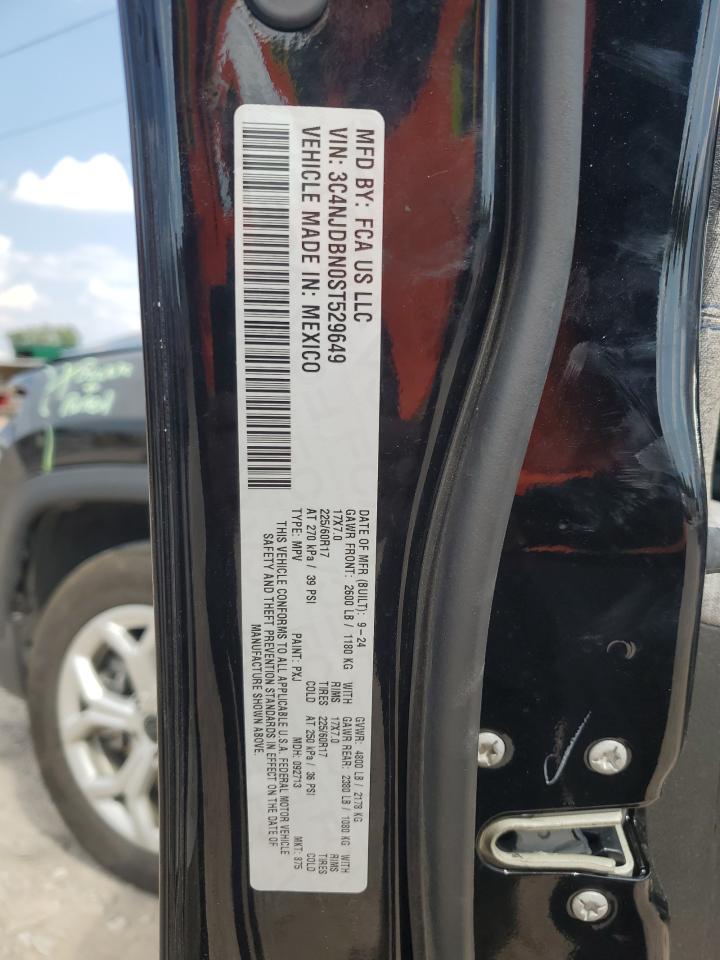 MFD BY: FCA US LLC
VIN: 3C4NJDBN0ST529649
VEHICLE MADE IN: MEXICO
DATE OF MFR (BUILT): 9-24 GVWR: 4800 LB / 2178 KG
GAWR FRONT: 2600 LB / 1180 KG WITH GAWR REAR: 2380 LB / 1080 KG WITH
17X7.0 RIMS 17X7.0 RIMS
225/60R17 TIRES 225/60R17 TIRES
AT 270 kPa / 39 PSI COLD AT 250 kPa / 36 PSI COLD
TYPE: MPV PAINT: PXJ MDH: 092713 MKT: 975
THIS VEHICLE CONFORMS TO ALL APPLICABLE U.S.A. FEDERAL MOTOR VEHICLE
SAFETY AND THEFT PREVENTION STANDARDS IN EFFECT ON THE DATE OF
MANUFACTURE SHOWN ABOVE.